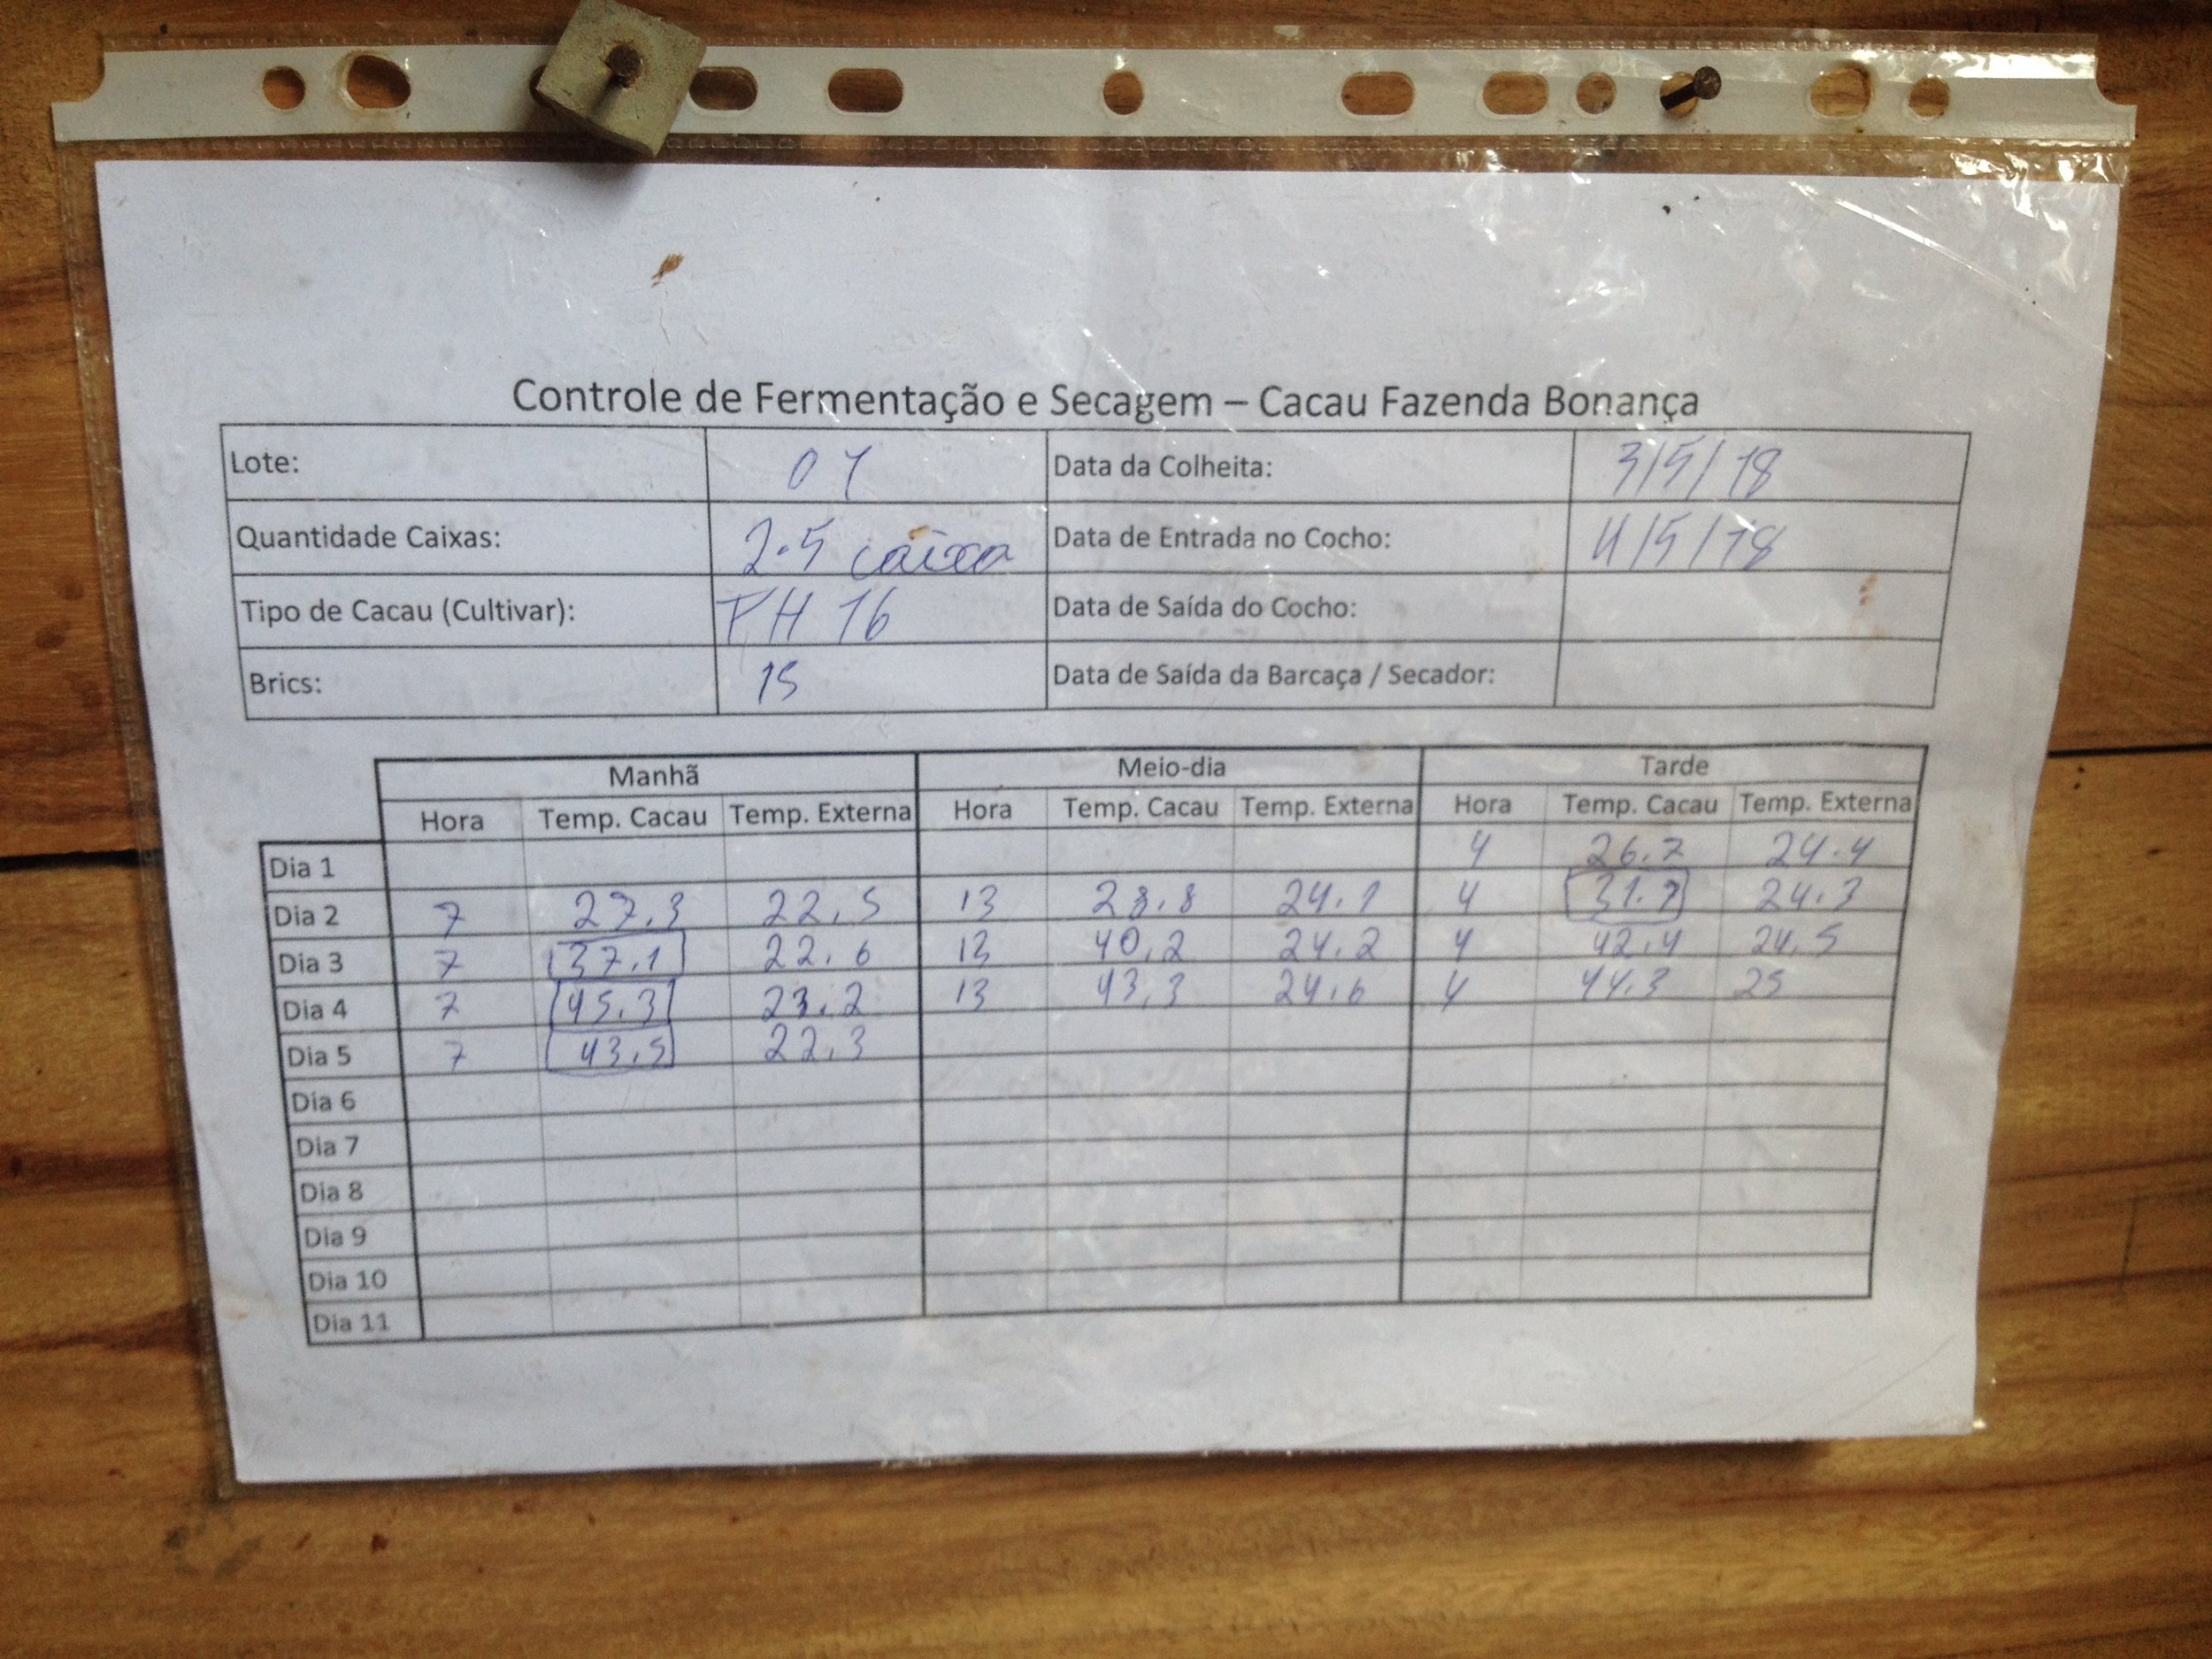 Controle de Fermentação e Secagem – Cacau Fazenda Bonança
Lote: 01 Data da Colheita: 3/5/18
Quantidade Caixas: 2.5 caixa Data de Entrada no Cocho: 4/5/18
Tipo de Cacau (Cultivar): PH 16 Data de Saída do Cocho:
Brics: 15 Data de Saída da Barcaça / Secador:
Manhã Meio-dia Tarde
Hora Temp. Cacau Temp. Externa Hora Temp. Cacau Temp. Externa Hora Temp. Cacau Temp. Externa
Dia 1 4 26.7 24.4
Dia 2 7 27.3 22.5 13 28.8 24.1 4 24.3
Dia 3 7 37.1 22.6 13 40.2 24.2 4 42.4 24.5
Dia 4 7 45.3 23.2 13 43.3 24.6 4 44.3 25
Dia 5 7 43.5 22.3
Dia 6
Dia 7
Dia 8
Dia 9
Dia 10
Dia 11